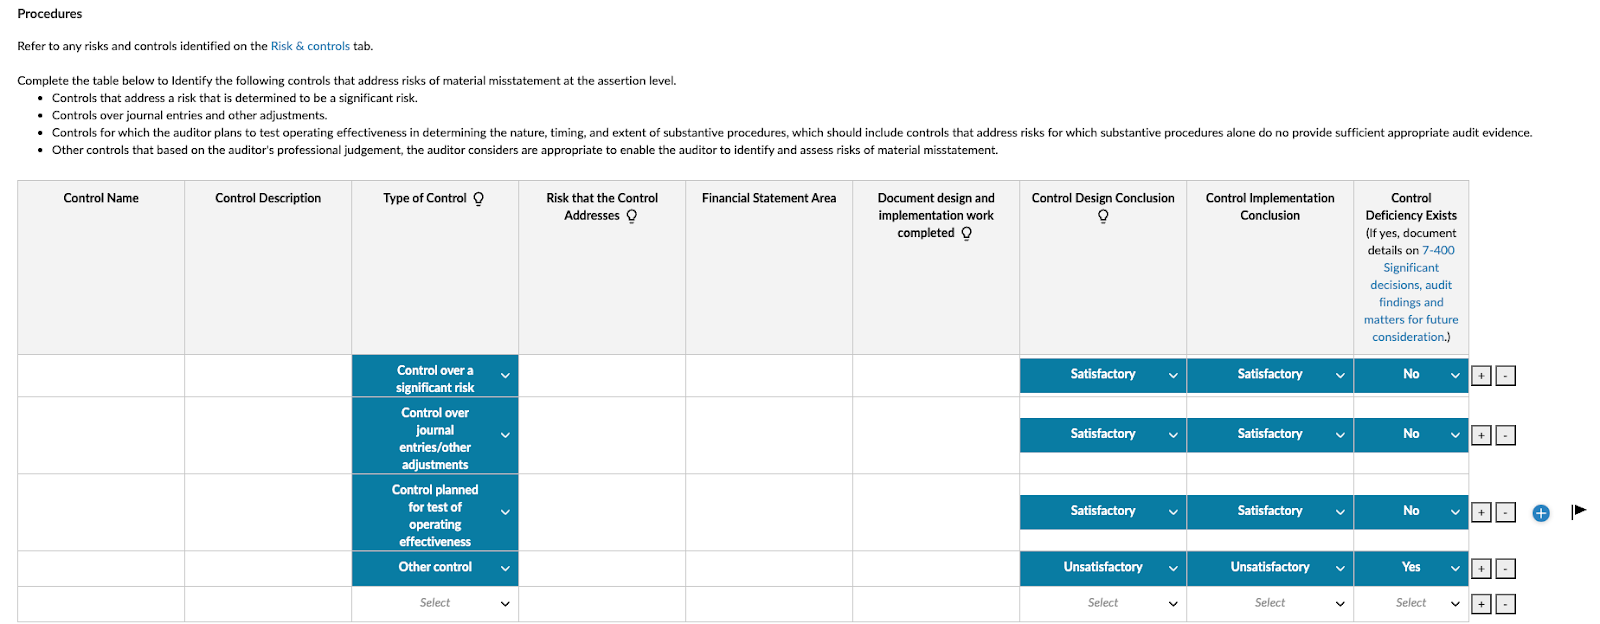 Procedures
Refer to any risks and controls identified on the Risk & controls tab.
Complete the table below to Identify the following controls that address risks of material misstatement at the assertion level.
• Controls that address a risk that is determined to be a significant risk.
• Controls over journal entries and other adjustments.
• Controls for which the auditor plans to test operating effectiveness in determining the nature, timing, and extent of substantive procedures, which should include controls that address risks for which substantive procedures alone do no provide sufficient appropriate audit evidence.
• Other controls that based on the auditor's professional judgement, the auditor considers are appropriate to enable the auditor to identify and assess risks of material misstatement.
Control Name
Control Description
Type of Control
Risk that the Control
Addresses
Financial Statement Area
Document design and
implementation work
completed
Control Design Conclusion
Control Implementation
Conclusion
Control
Deficiency Exists
(If yes, document
details on 7-400
Significant
decisions, audit
findings and
matters for future
consideration.)
Control over a
significant risk
Satisfactory
Satisfactory
No
+ -
Control over
journal
entries/other
adjustments
Satisfactory
Satisfactory
No
+ -
Control planned
for test of
operating
effectiveness
Satisfactory
Satisfactory
No
+ -
Other control
Unsatisfactory
Unsatisfactory
Yes
+ -
Select
Select
Select
Select
+ -